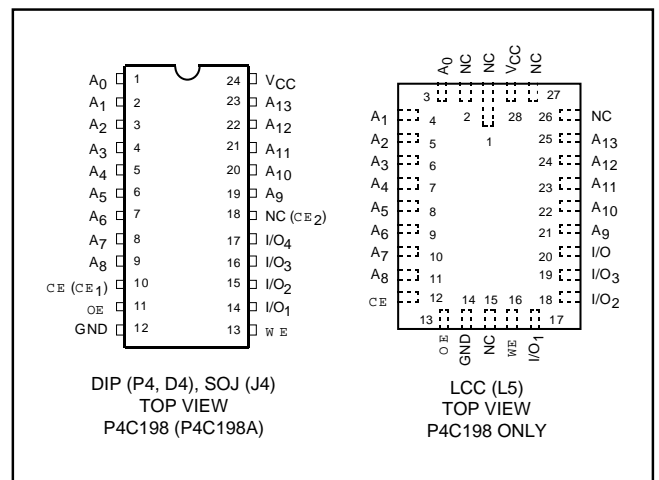 A0 1 24 VCC
A1 2 23 A13
A2 3 22 A12
A3 4 21 A11
A4 5 20 A10
A5 6 19 A9
A6 7 18 NC (CE2)
A7 8 17 I/O4
A8 9 16 I/O3
CE (CE1) 10 15 I/O2
OE 11 14 I/O1
GND 12 13 WE
DIP (P4, D4), SOJ (J4)
TOP VIEW
P4C198 (P4C198A)
A0 NC NC VCC NC
3 2 1 28 27
A1 4 26 NC
A2 5 25 A13
A3 6 24 A12
A4 7 23 A11
A5 8 22 A10
A6 9 21 A9
A7 10 20 I/O
A8 11 19 I/O3
CE 12 18 I/O2
13 14 15 16 17
OE GND NC WE I/O1
LCC (L5)
TOP VIEW
P4C198 ONLY